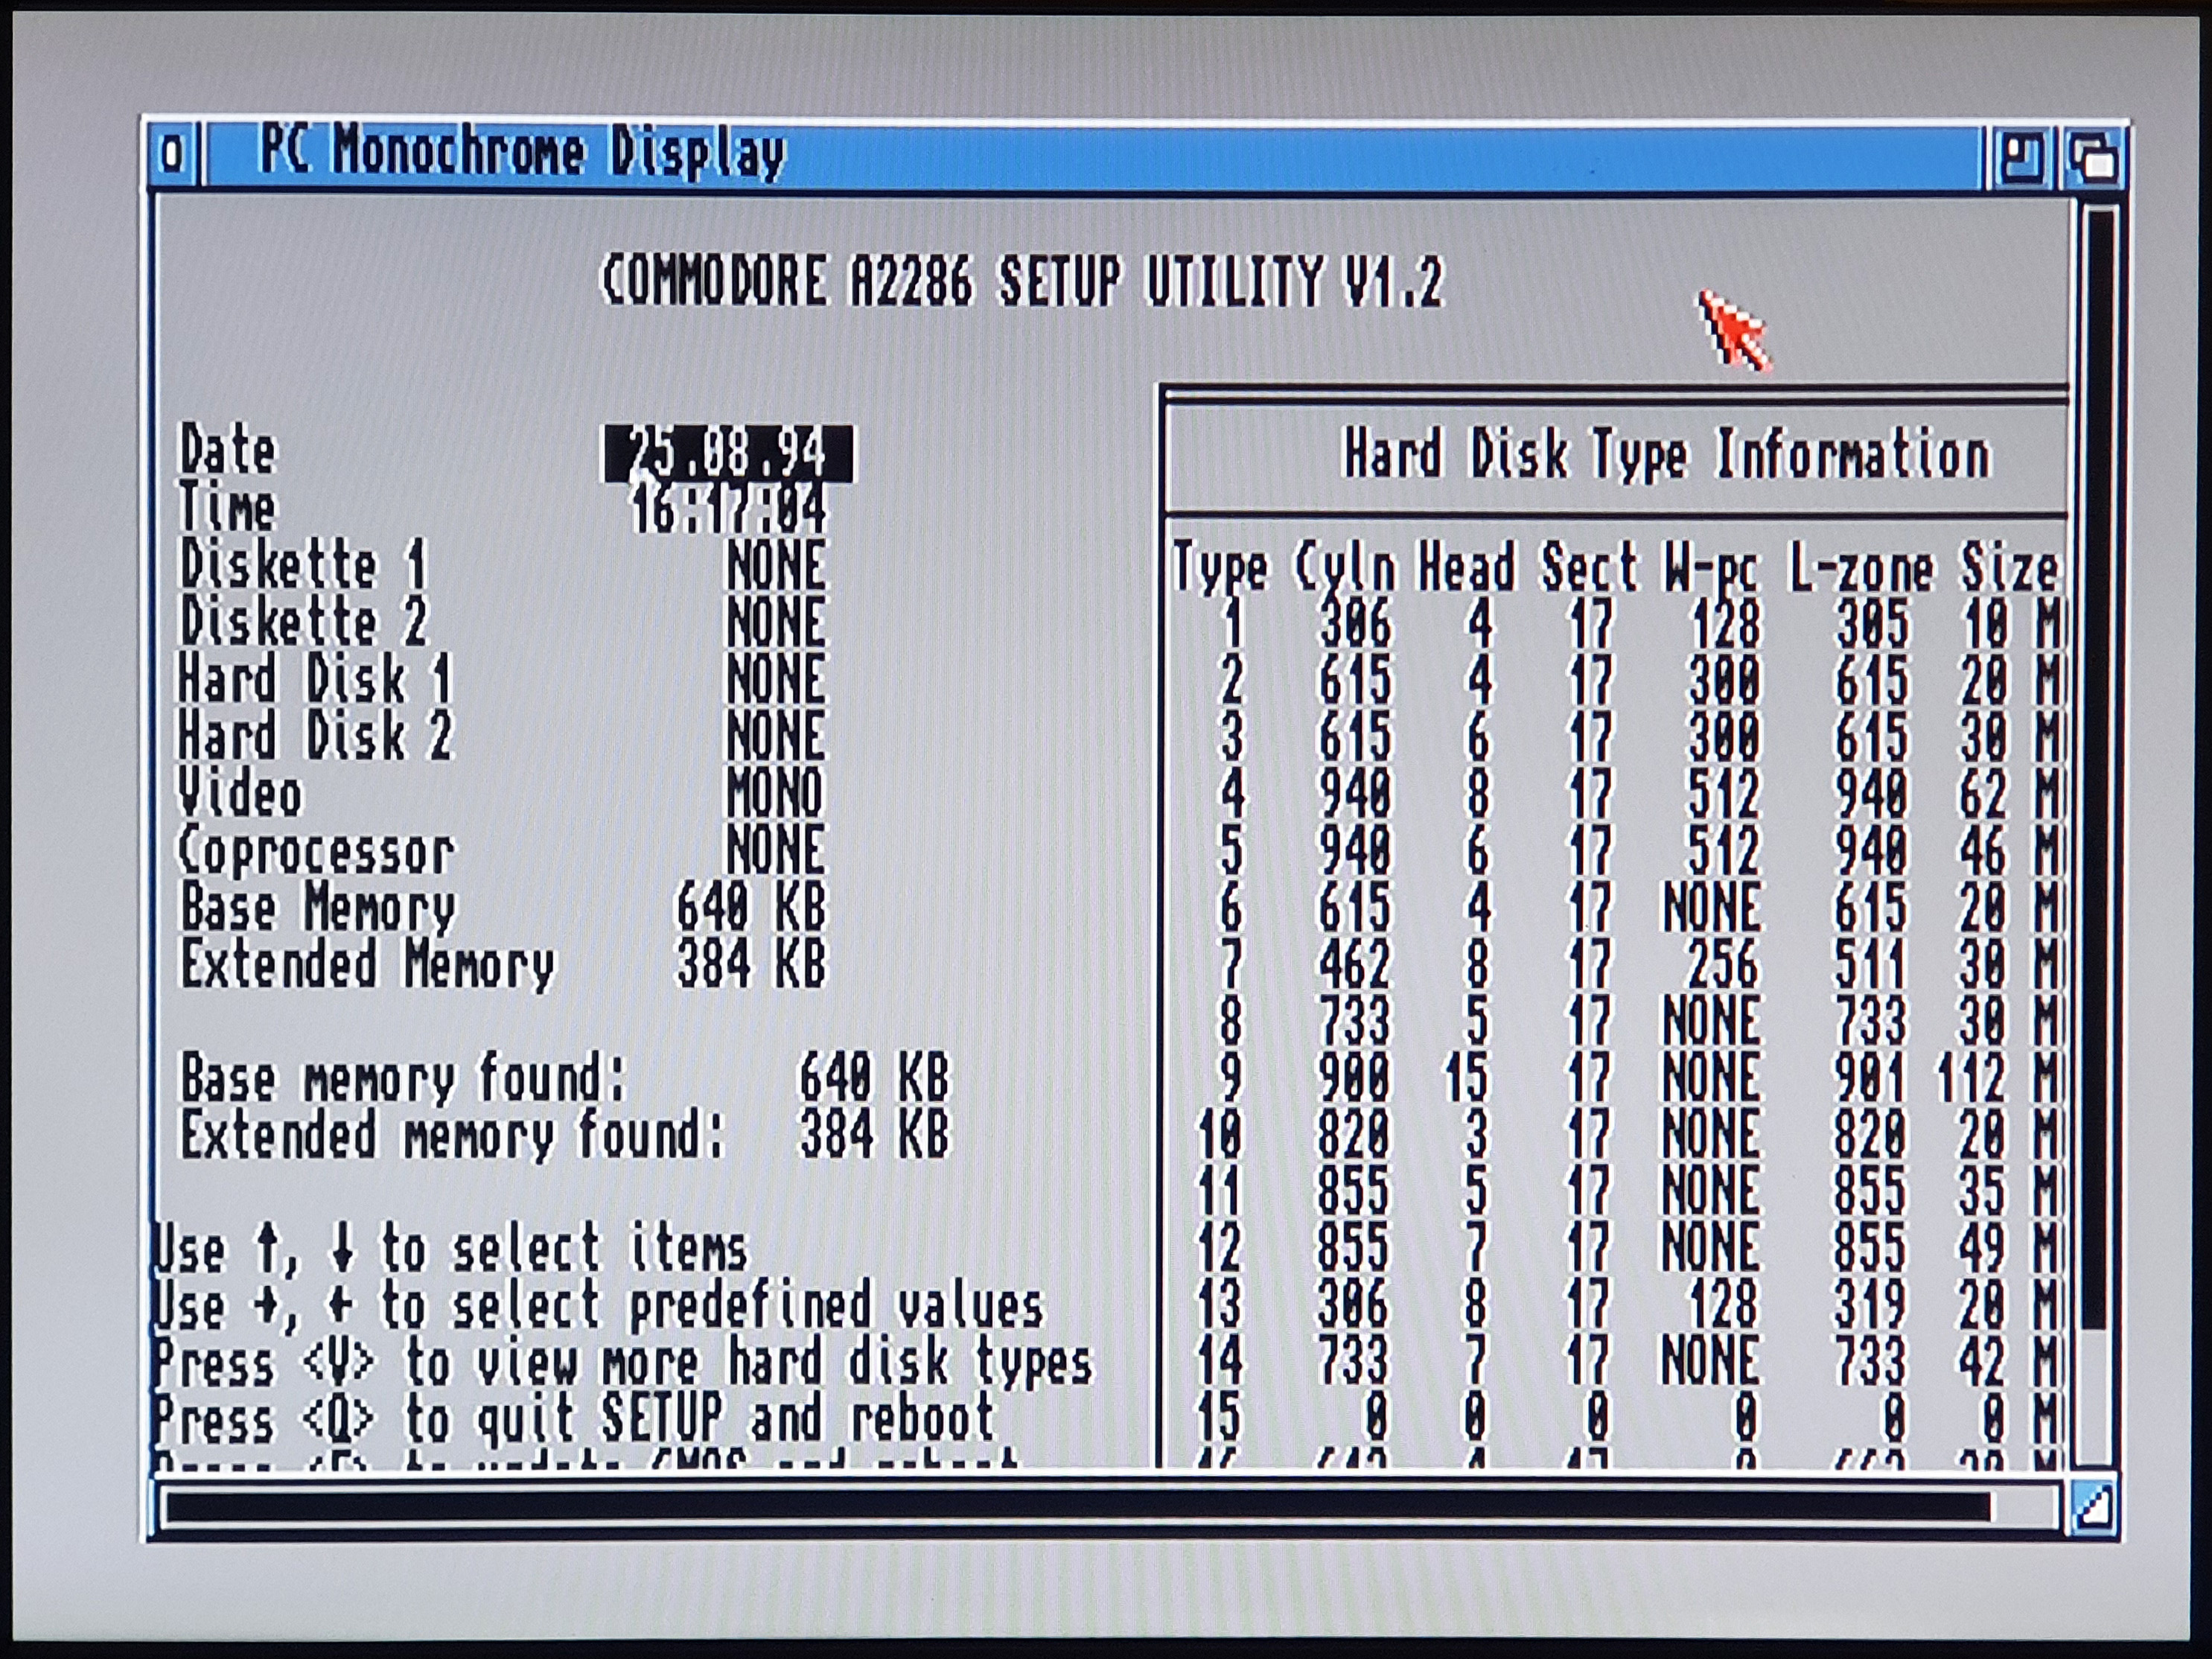 PC Monochrome Display
COMMODORE A2286 SETUP UTILITY V1.2
Date 25.08.94
Time 16:17:04
Diskette 1 NONE
Diskette 2 NONE
Hard Disk 1 NONE
Hard Disk 2 NONE
Video MONO
Coprocessor NONE
Base Memory 640 KB
Extended Memory 384 KB
Base memory found: 640 KB
Extended memory found: 384 KB
Use ↑, ↓ to select items
Use →, ← to select predefined values
Press <V> to view more hard disk types
Press <Q> to quit SETUP and reboot
Hard Disk Type Information
Type Cyln Head Sect W-pc L-zone Size
1 306 4 17 128 305 10 M
2 615 4 17 300 615 20 M
3 615 6 17 300 615 30 M
4 940 8 17 512 940 62 M
5 940 6 17 512 940 46 M
6 615 4 17 NONE 615 20 M
7 462 8 17 256 511 30 M
8 733 5 17 NONE 733 30 M
9 900 15 17 NONE 901 112 M
10 820 3 17 NONE 820 20 M
11 855 5 17 NONE 855 35 M
12 855 7 17 NONE 855 49 M
13 306 8 17 128 319 20 M
14 733 7 17 NONE 733 42 M
15 0 0 0 0 0 0 M